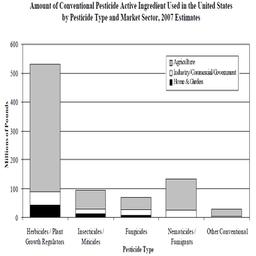 Amount of Conventional Pesticide Active Ingredient Used in the United States
by Pesticide Type and Market Sector, 2007 Estimates
600
500
400
300
200
100
0
Millions of Pounds
Agriculture
Industry/Commercial/Government
Home & Garden
Herbicides / Plant
Growth Regulators
Insecticides /
Miticides
Fungicides
Nematicides /
Fumigants
Other Conventional
Pesticide Type